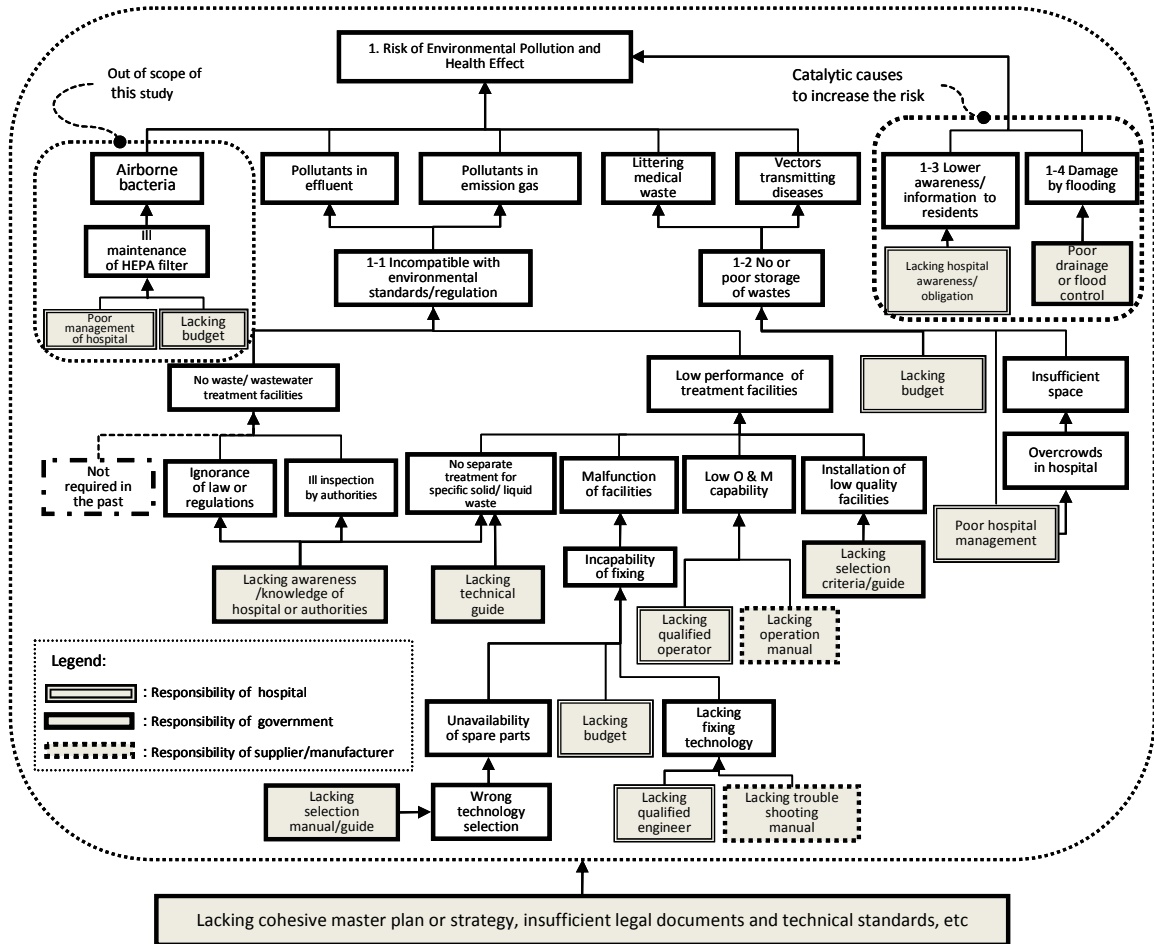 1. Risk of Environmental Pollution and
Health Effect
Out of scope of
this study
Catalytic causes
to increase the risk
Airborne
bacteria
Pollutants in
effluent
Pollutants in
emission gas
Littering
medical
waste
Vectors
transmitting
diseases
1-3 Lower
awareness/
information to
residents
1-4 Damage
by flooding
Ill
maintenance
of HEPA filter
1-1 Incompatible with
environmental
standards/regulation
1-2 No or
poor storage
of wastes
Lacking hospital
awareness/
obligation
Poor
drainage
or flood
control
Poor
management
of hospital
Lacking
budget
No waste/ wastewater
treatment facilities
Low performance of
treatment facilities
Lacking
budget
Insufficient
space
Not
required in
the past
Ignorance
of law or
regulations
Ill inspection
by authorities
No separate
treatment for
specific solid/ liquid
waste
Malfunction
of facilities
Low O & M
capability
Installation of
low quality
facilities
Overcrowds
in hospital
Poor hospital
management
Incapability
of fixing
Lacking awareness
/knowledge of
hospital or authorities
Lacking
technical
guide
Lacking
selection
criteria/guide
Lacking
qualified
operator
Lacking
operation
manual
Legend:
: Responsibility of hospital
: Responsibility of government
: Responsibility of supplier/manufacturer
Unavailability
of spare parts
Lacking
budget
Lacking
fixing
technology
Lacking
selection
manual/guide
Wrong
technology
selection
Lacking
qualified
engineer
Lacking trouble
shooting
manual
Lacking cohesive master plan or strategy, insufficient legal documents and technical standards, etc